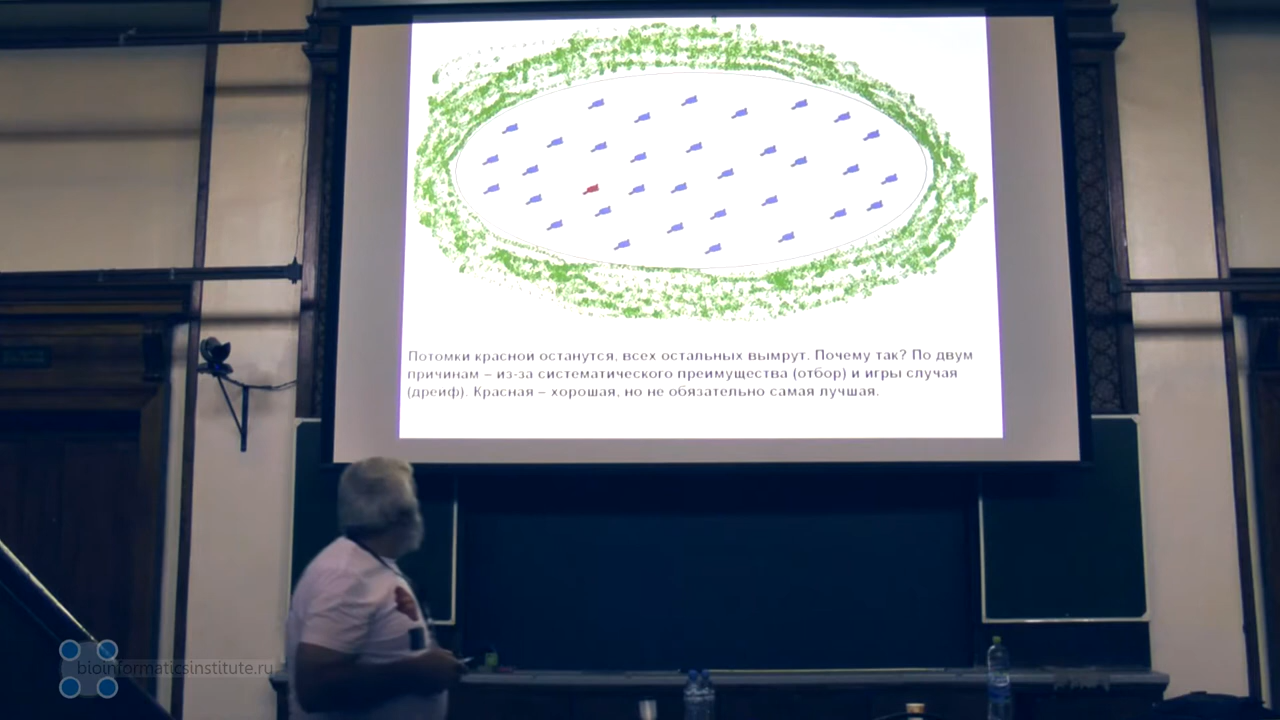 Потомки красной останутся, всех остальных вымрут. Почему так? По двум
причинам – из-за систематического преимущества (отбор) и игры случая
(дрейф). Красная – хорошая, но не обязательно самая лучшая.
bioinformaticsinstitute.ru